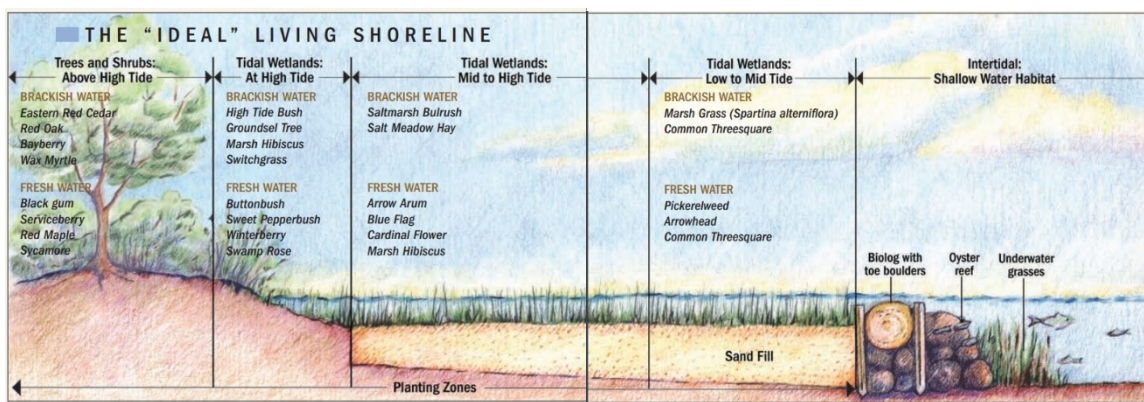 THE "IDEAL" LIVING SHORELINE
Trees and Shrubs:
Above High Tide
BRACKISH WATER
Eastern Red Cedar
Red Oak
Bayberry
Wax Myrtle
FRESH WATER
Black gum
Serviceberry
Red Maple
Sycamore
Tidal Wetlands:
At High Tide
BRACKISH WATER
High Tide Bush
Groundsel Tree
Marsh Hibiscus
Switchgrass
FRESH WATER
Buttonbush
Sweet Pepperbush
Winterberry
Swamp Rose
Tidal Wetlands:
Mid to High Tide
BRACKISH WATER
Saltmarsh Bulrush
Salt Meadow Hay
FRESH WATER
Arrow Arum
Blue Flag
Cardinal Flower
Marsh Hibiscus
Tidal Wetlands:
Low to Mid Tide
BRACKISH WATER
Marsh Grass (Spartina alterniflora)
Common Threesquare
FRESH WATER
Pickerelweed
Arrowhead
Common Threesquare
Intertidal:
Shallow Water Habitat
Biolog with
toe boulders
Oyster
reef
Underwater
grasses
Sand Fill
Planting Zones